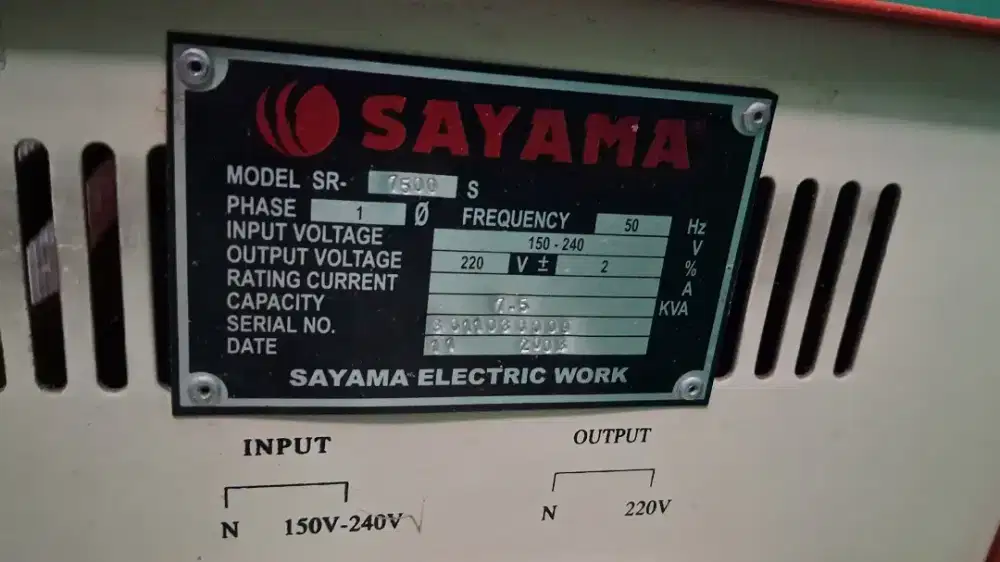 SAYAMA
MODEL SR- 7500 S
PHASE 1 Ø FREQUENCY 50 Hz
INPUT VOLTAGE 150 - 240 V
OUTPUT VOLTAGE 220 V ± 2 %
RATING CURRENT A
CAPACITY 7.5 KVA
SERIAL NO.
DATE 11
SAYAMA ELECTRIC WORK
INPUT OUTPUT
N 150V-240V N 220V